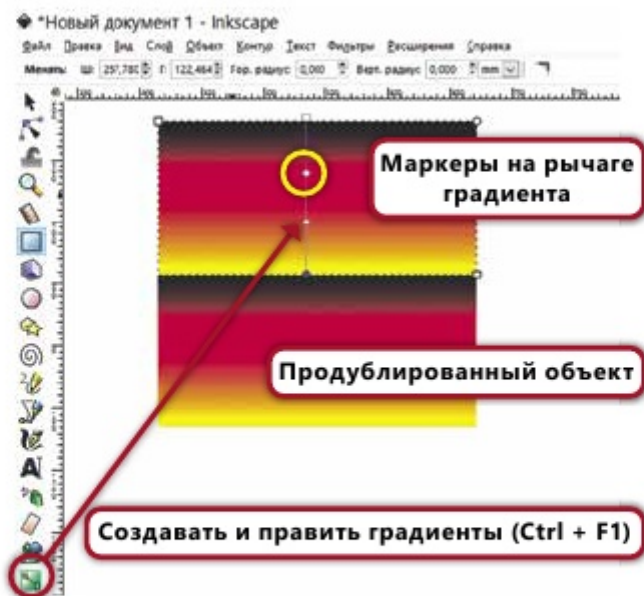 *Новый документ 1 - Inkscape
Файл Правка Вид Слой Объект Контур Текст Фильтры Расширения Справка
Менять: Ш: 257,780 Г: 122,464 Гор. радиус: 0,000 Верт. радиус: 0,000 mm
Маркеры на рычаге
градиента
Продублированный объект
Создавать и править градиенты (Ctrl + F1)